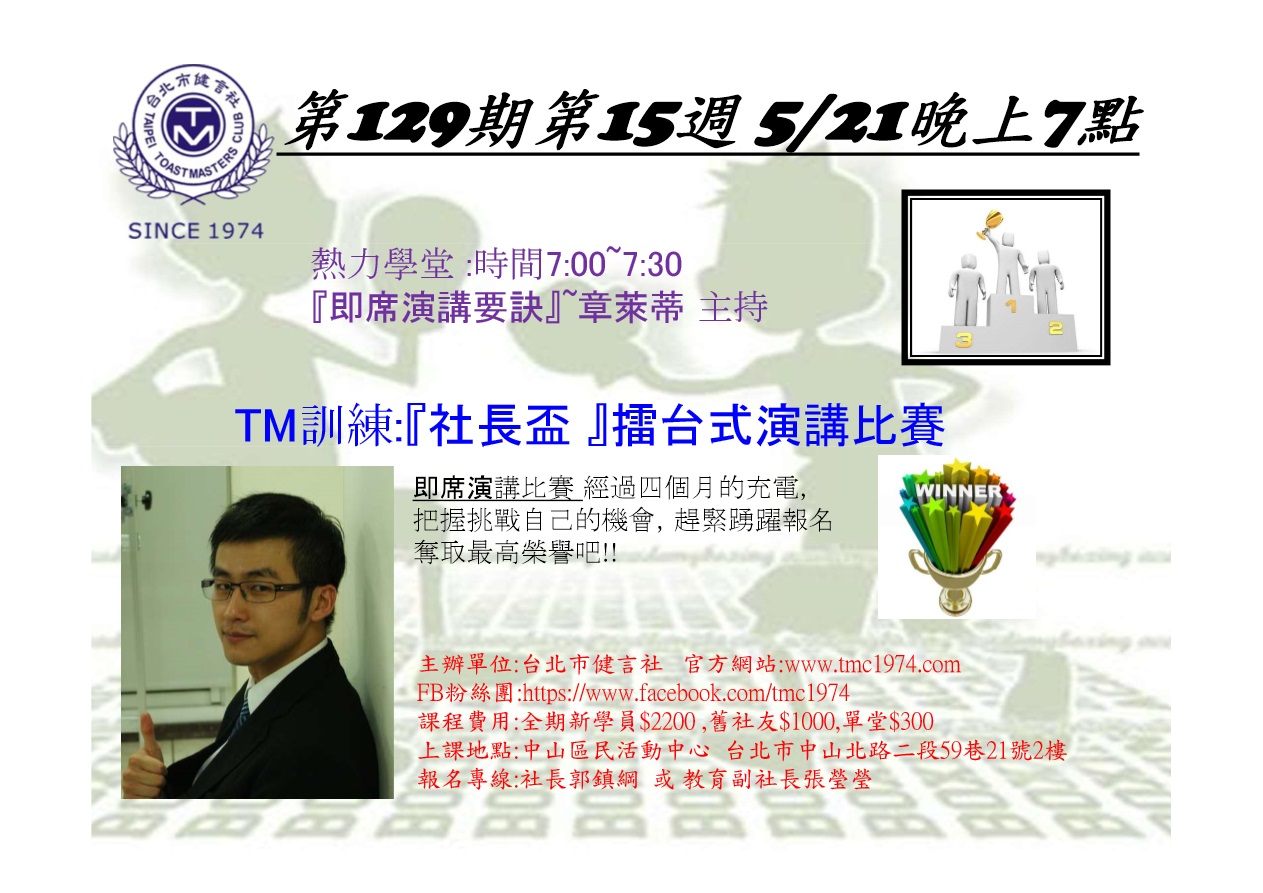 台北市健言社
TM
TAIPEI TOASTMASTERS CLUB
SINCE 1974
第129期第15週 5/21晚上7點
熱力學堂 :時間7:00~7:30
『即席演講要訣』~章萊蒂 主持
1
2
3
TM訓練:『社長盃 』擂台式演講比賽
即席演講比賽 經過四個月的充電,
把握挑戰自己的機會, 趕緊踴躍報名
奪取最高榮譽吧!!
WINNER
主辦單位:台北市健言社 官方網站:www.tmc1974.com
FB粉絲團:https://www.facebook.com/tmc1974
課程費用:全期新學員$2200 ,舊社友$1000,單堂$300
上課地點:中山區民活動中心 台北市中山北路二段59巷21號2樓
報名專線:社長郭鎮綱 或 教育副社長張瑩瑩